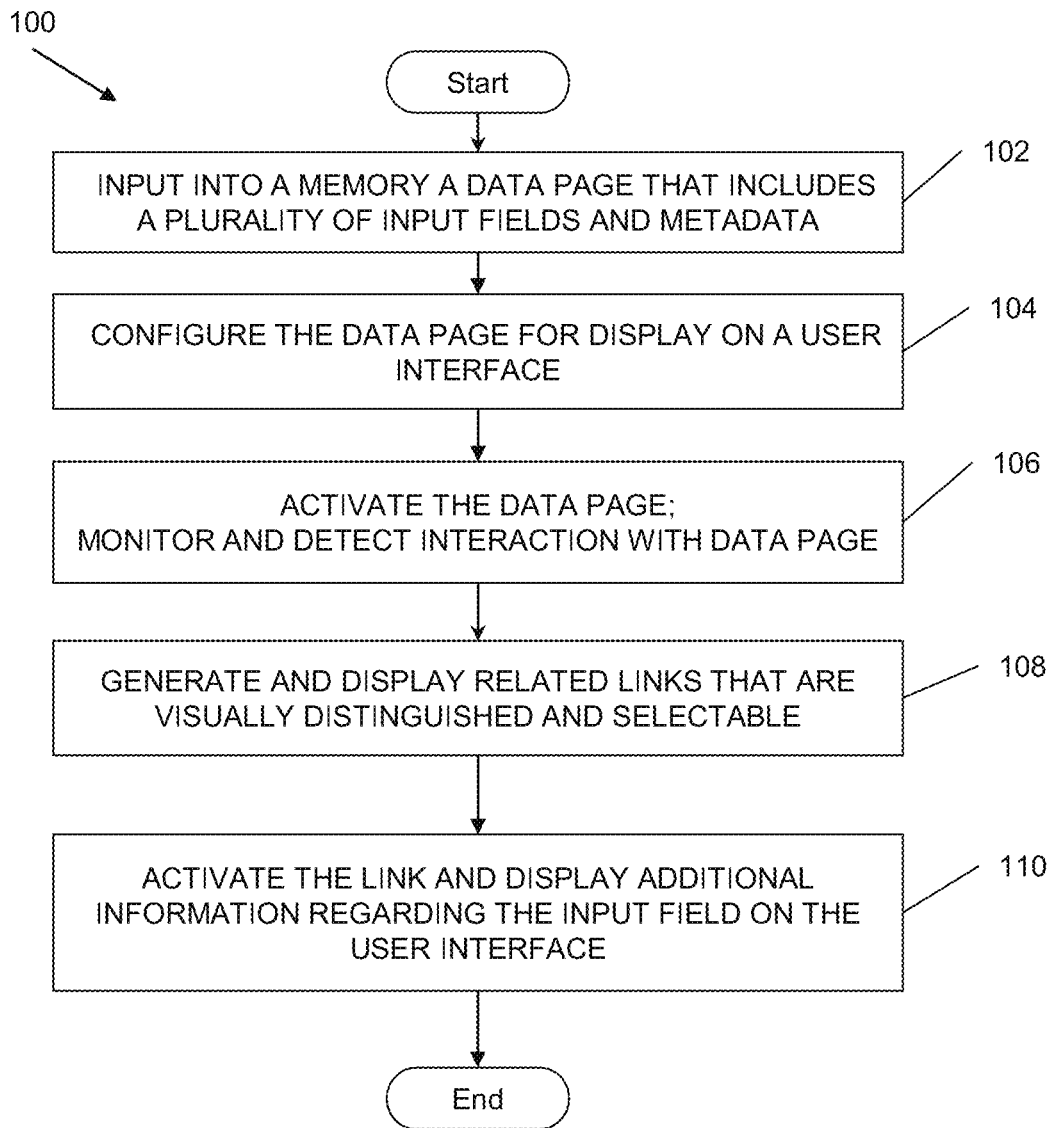 100
Start
INPUT INTO A MEMORY A DATA PAGE THAT INCLUDES
A PLURALITY OF INPUT FIELDS AND METADATA
102
CONFIGURE THE DATA PAGE FOR DISPLAY ON A USER
INTERFACE
104
ACTIVATE THE DATA PAGE;
MONITOR AND DETECT INTERACTION WITH DATA PAGE
106
GENERATE AND DISPLAY RELATED LINKS THAT ARE
VISUALLY DISTINGUISHED AND SELECTABLE
108
ACTIVATE THE LINK AND DISPLAY ADDITIONAL
INFORMATION REGARDING THE INPUT FIELD ON THE
USER INTERFACE
110
End